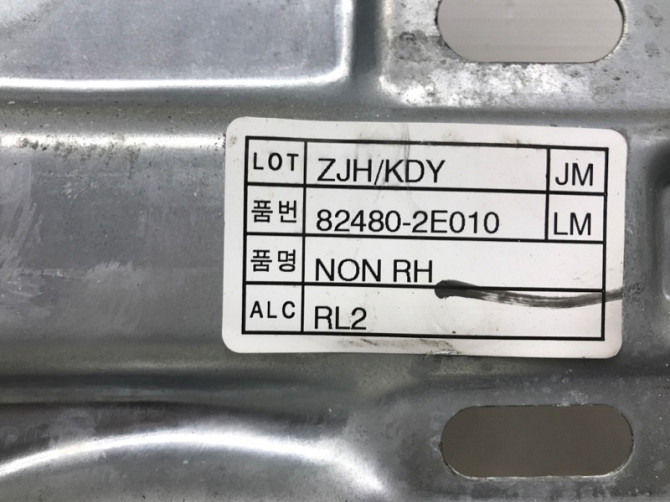 LOT ZJH/KDY JM
품번 82480-2E010 LM
품명 NON RH
ALC RL2